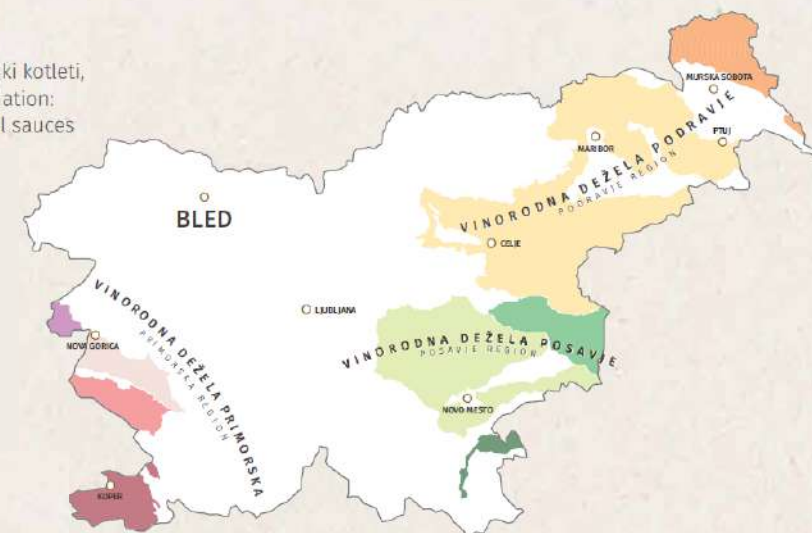 ki kotleti,
ation:
l sauces
MURSKA SOBOTA
PTUJ
MARIBOR
VINORODNA DEŽELA PODRAVJE
PODRAVJE REGION
BLED
CELJE
LJUBLJANA
NOVA GORICA
VINORODNA DEŽELA PRIMORSKA
PRIMORSKA REGION
VINORODNA DEŽELA POSAVJE
POSAVJE REGION
NOVO MESTO
KOPER